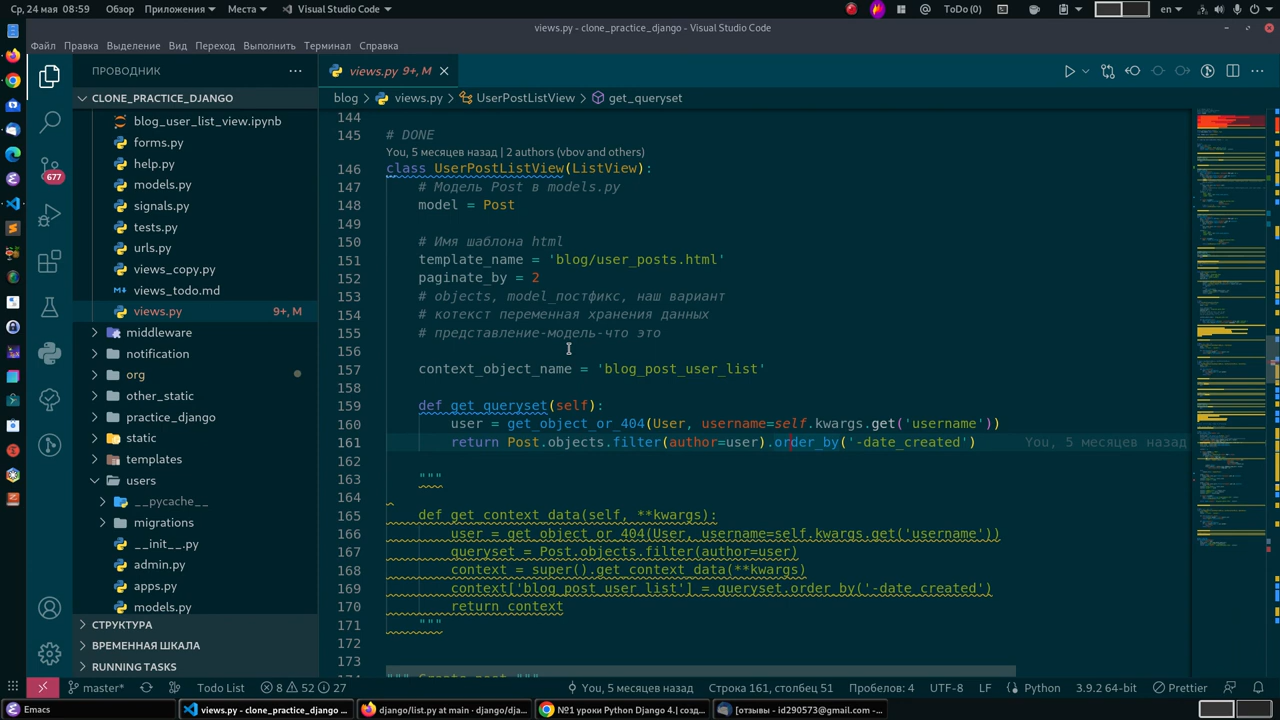 Ср, 24 мая 08:59
Обзор
Приложения
Места
Visual Studio Code
ToDo(0)
en
views.py - clone_practice_django - Visual Studio Code
Файл Правка Выделение Вид Переход Выполнить Терминал Справка
ПРОВОДНИК
views.py 9+, M
CLONE_PRACTICE_DJANGO
blog > views.py > UserPostListView > get_queryset
blog_user_list_view.ipynb
forms.py
help.py
models.py
signals.py
tests.py
urls.py
views_copy.py
views_todo.md
views.py 9+, M
middleware
notification
org
other_static
practice_django
static
templates
users
__pycache__
migrations
__init__.py
admin.py
apps.py
models.py
СТРУКТУРА
ВРЕМЕННАЯ ШКАЛА
RUNNING TASKS
677
144
145 # DONE
You, 5 месяцев назад | 2 authors (vbov and others)
146 class UserPostListView(ListView):
147 # Модель Post в models.py
148 model = Post
149
150 # Имя шаблона html
151 template_name = 'blog/user_posts.html'
152 paginate_by = 2
153 # objects, model_постфикс, наш вариант
154 # котекст переменная хранения данных
155 # представление-модель-что это
156
157 context_object_name = 'blog_post_user_list'
158
159 def get_queryset(self):
160 user = get_object_or_404(User, username=self.kwargs.get('username'))
161 return Post.objects.filter(author=user).order_by('-date_created') You, 5 месяцев назад
162
163 """
164
165 def get_context_data(self, **kwargs):
166 user = get_object_or_404(User, username=self.kwargs.get('username'))
167 queryset = Post.objects.filter(author=user)
168 context = super().get_context_data(**kwargs)
169 context['blog_post_user_list'] = queryset.order_by('-date_created')
170 return context
171 """
172
173
master*
Todo List
8 52 27
You, 5 месяцев назад
Строка 161, столбец 51
Пробелов: 4
UTF-8
LF
Python
3.9.2 64-bit
Prettier
Emacs
views.py - clone_practice_django ...
django/list.py at main · django/dja...
№1 уроки Python Django 4.| созд...
[отзывы - id290573@gmail.com - ...